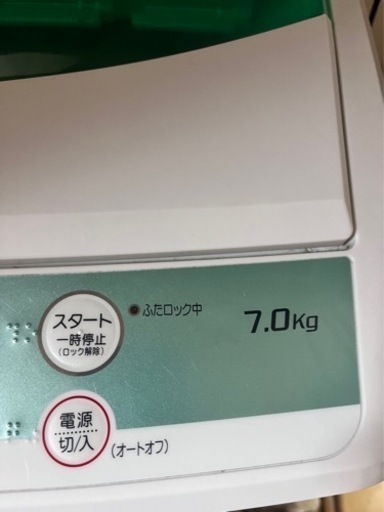 スタート
一時停止
(ロック解除)
ふたロック中
7.0Kg
電源
切/入
(オートオフ)